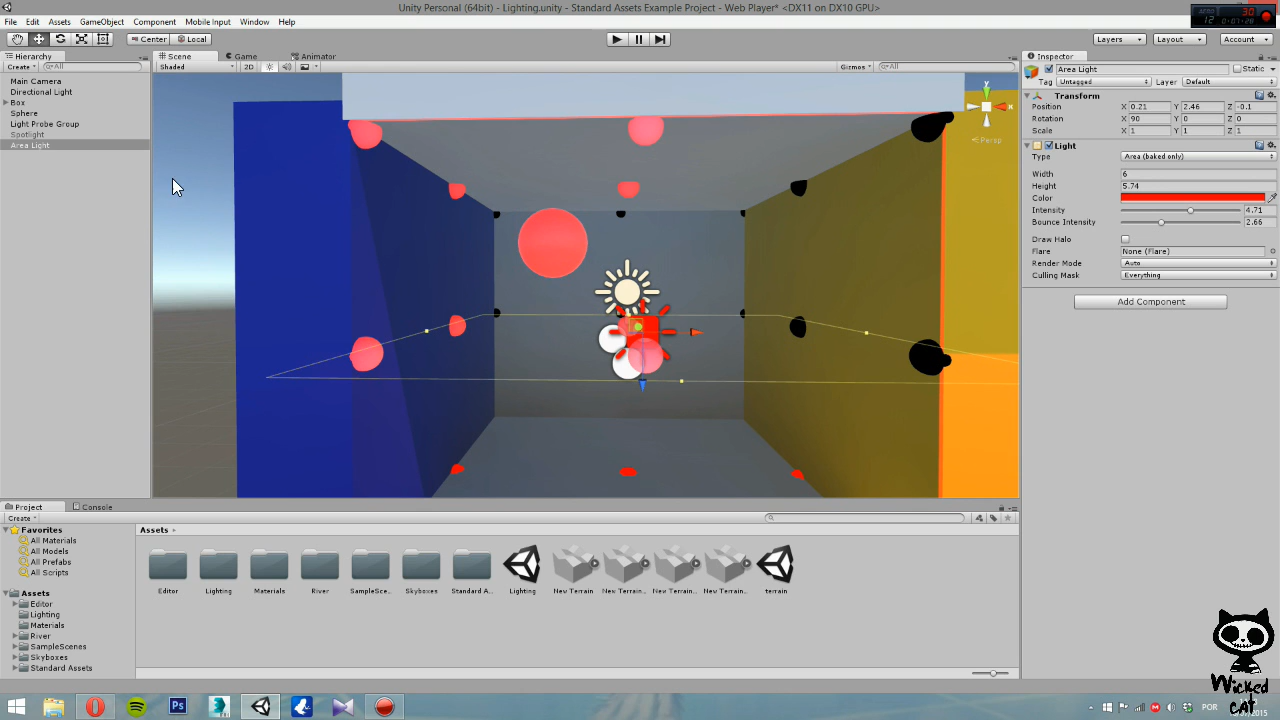 Unity Personal (64bit) - Lighting.unity - Standard Assets Example Project - Web Player* <DX11 on DX10 GPU>
File Edit Assets GameObject Component Mobile Input Window Help
Center Local
Layers Layout Account
Hierarchy
Create All
Main Camera
Directional Light
Box
Sphere
Light Probe Group
Spotlight
Area Light
Scene Game Animator
Shaded 2D Gizmos All
y
x
Persp
Inspector
Area Light Static
Tag Untagged Layer Default
Transform
Position X 0.21 Y 2.46 Z -0.1
Rotation X 90 Y 0 Z 0
Scale X 1 Y 1 Z 1
Light
Type Area (baked only)
Width 6
Height 5.74
Color
Intensity 4.71
Bounce Intensity 2.66
Draw Halo
Flare None (Flare)
Render Mode Auto
Culling Mask Everything
Add Component
Project Console
Create
Favorites
All Materials
All Models
All Prefabs
All Scripts
Assets
Editor
Lighting
Materials
River
SampleScenes
Skyboxes
Standard Assets
Assets
Editor Lighting Materials River SampleSce... Skyboxes Standard A... Lighting New Terrain New Terrain... New Terrain... New Terrain... terrain
Wicked
CAT
Ps
POR